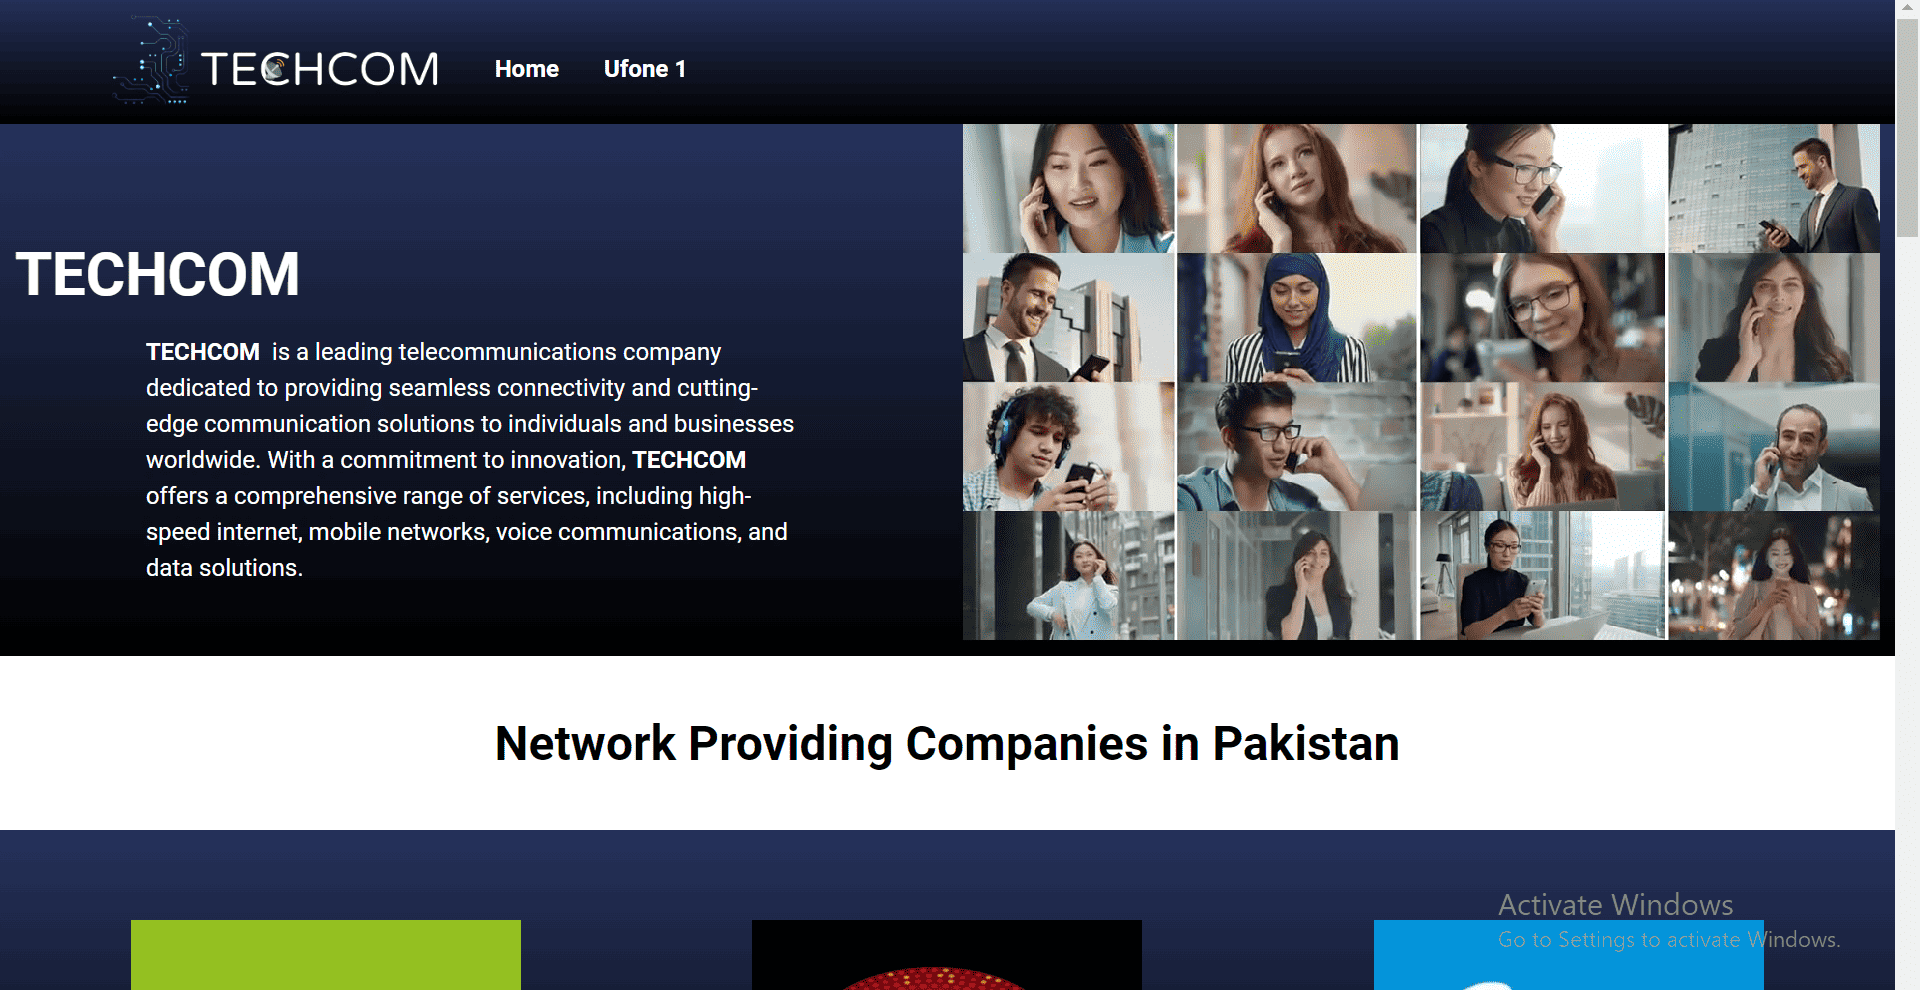 TECHCOM
Home
Ufone 1
TECHCOM
TECHCOM is a leading telecommunications company
dedicated to providing seamless connectivity and cutting-
edge communication solutions to individuals and businesses
worldwide. With a commitment to innovation, TECHCOM
offers a comprehensive range of services, including high-
speed internet, mobile networks, voice communications, and
data solutions.
Network Providing Companies in Pakistan
Activate Windows
Go to Settings to activate Windows.